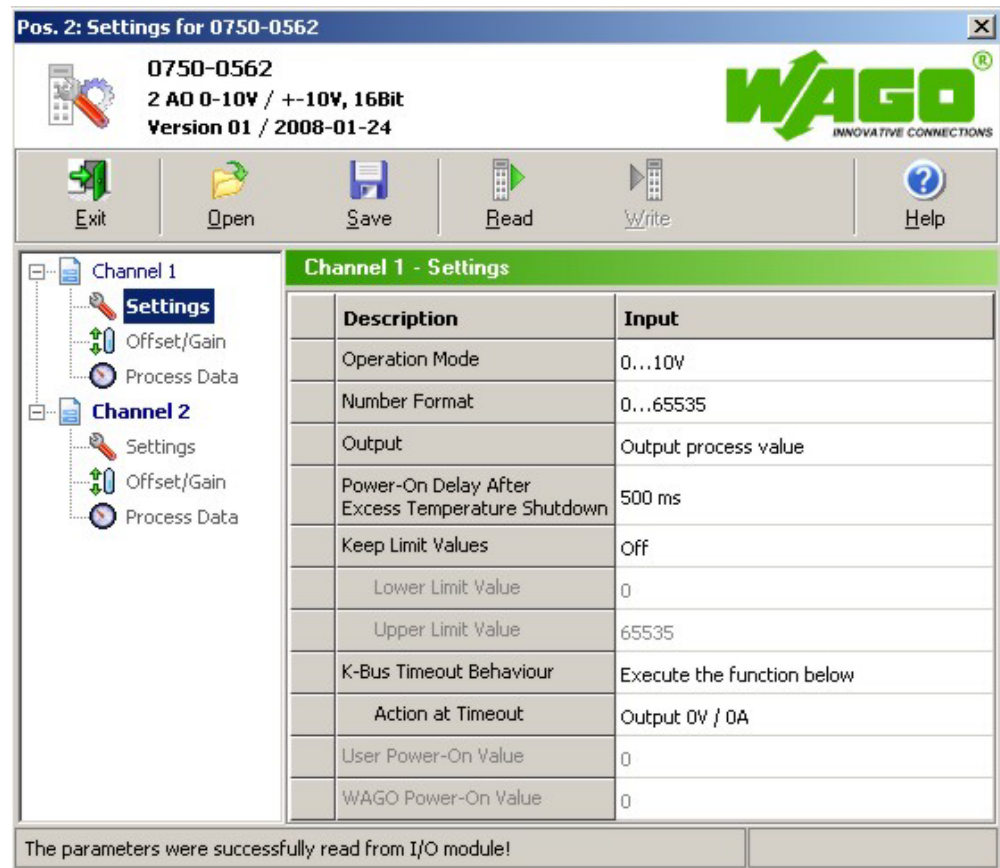 Pos. 2: Settings for 0750-0562
0750-0562
2 AO 0-10V / +-10V, 16Bit
Version 01 / 2008-01-24
WAGO®
INNOVATIVE CONNECTIONS
Exit
Open
Save
Read
Write
Help
Channel 1
Settings
Offset/Gain
Process Data
Channel 2
Settings
Offset/Gain
Process Data
Channel 1 - Settings
Description Input
Operation Mode 0...10V
Number Format 0...65535
Output Output process value
Power-On Delay After
Excess Temperature Shutdown 500 ms
Keep Limit Values Off
Lower Limit Value 0
Upper Limit Value 65535
K-Bus Timeout Behaviour Execute the function below
Action at Timeout Output 0V / 0A
User Power-On Value 0
WAGO Power-On Value 0
The parameters were successfully read from I/O module!